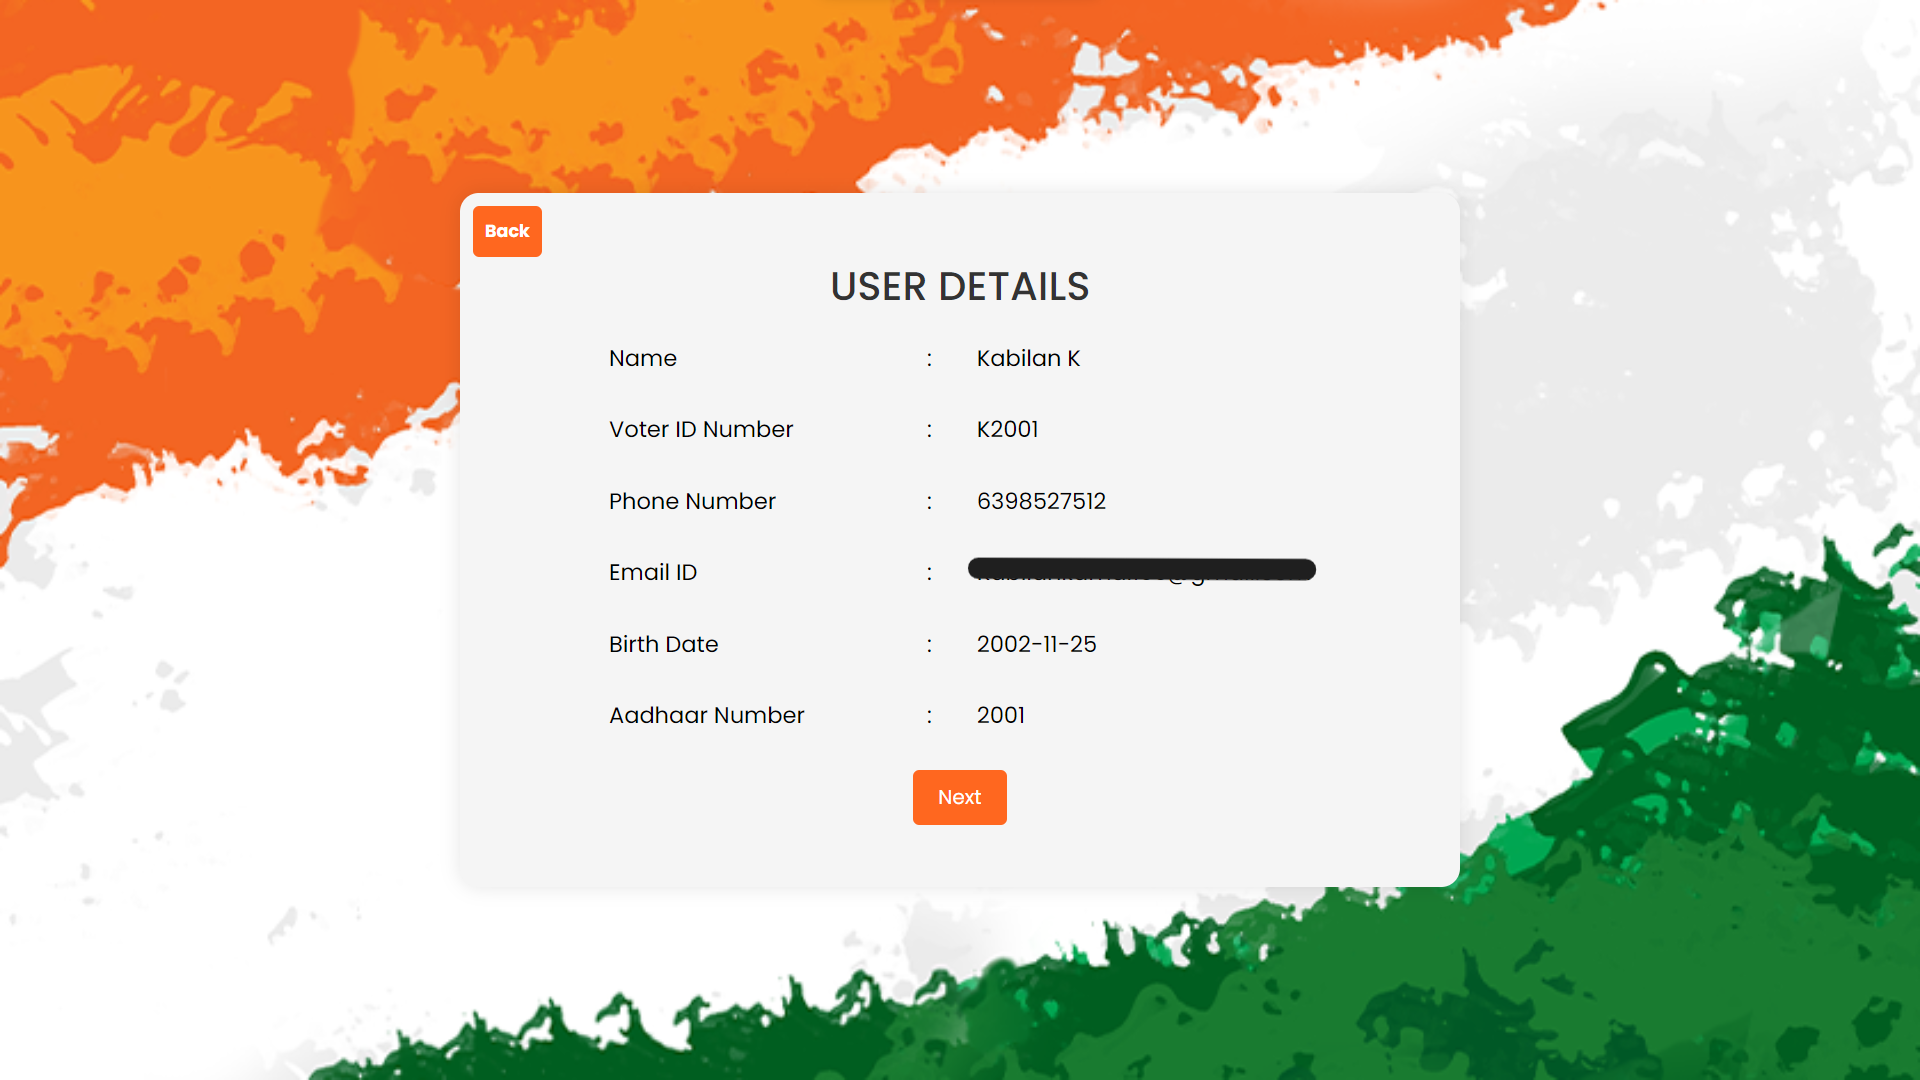 Back
USER DETAILS
Name : Kabilan K
Voter ID Number : K2001
Phone Number : 6398527512
Email ID :
Birth Date : 2002-11-25
Aadhaar Number : 2001
Next